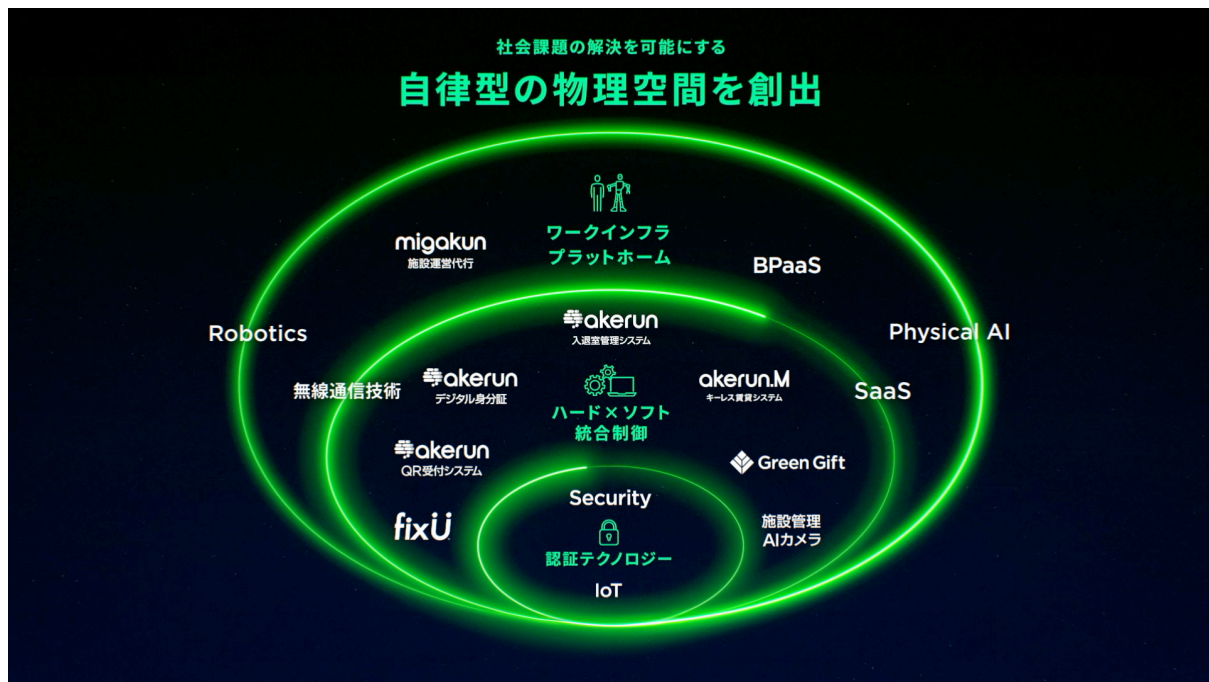 社会課題の解決を可能にする
自律型の物理空間を創出
ワークインフラ
プラットホーム
migakun
施設運営代行
BPaaS
Robotics
Physical AI
akerun
入退室管理システム
無線通信技術
akerun
デジタル身分証
akerun.M
キーレス賃貸システム
SaaS
ハード×ソフト
統合制御
akerun
QR受付システム
Green Gift
fixU
Security
施設管理
AIカメラ
認証テクノロジー
IoT